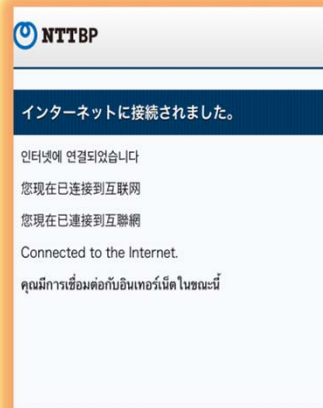 NTTBP
インターネットに接続されました。
인터넷에 연결되었습니다
您现在已连接到互联网
您現在已連接到互聯網
Connected to the Internet.
คุณมีการเชื่อมต่อกับอินเทอร์เน็ตในขณะนี้